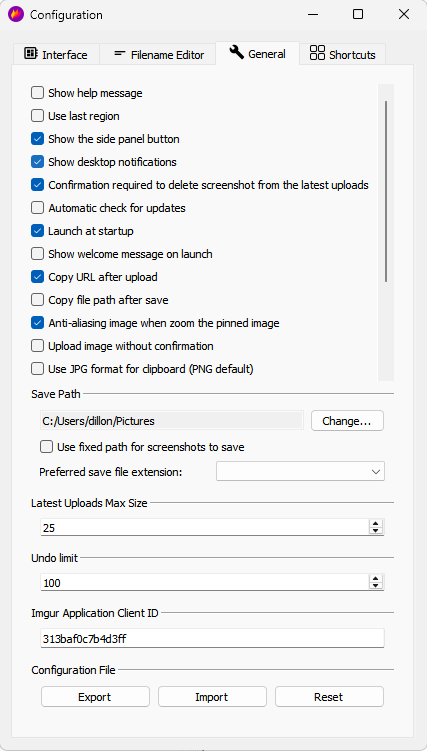 Configuration
Interface
Filename Editor
General
Shortcuts
Show help message
Use last region
Show the side panel button
Show desktop notifications
Confirmation required to delete screenshot from the latest uploads
Automatic check for updates
Launch at startup
Show welcome message on launch
Copy URL after upload
Copy file path after save
Anti-aliasing image when zoom the pinned image
Upload image without confirmation
Use JPG format for clipboard (PNG default)
Save Path
C:/Users/dillon/Pictures
Change...
Use fixed path for screenshots to save
Preferred save file extension:
Latest Uploads Max Size
25
Undo limit
100
Imgur Application Client ID
313baf0c7b4d3ff
Configuration File
Export
Import
Reset